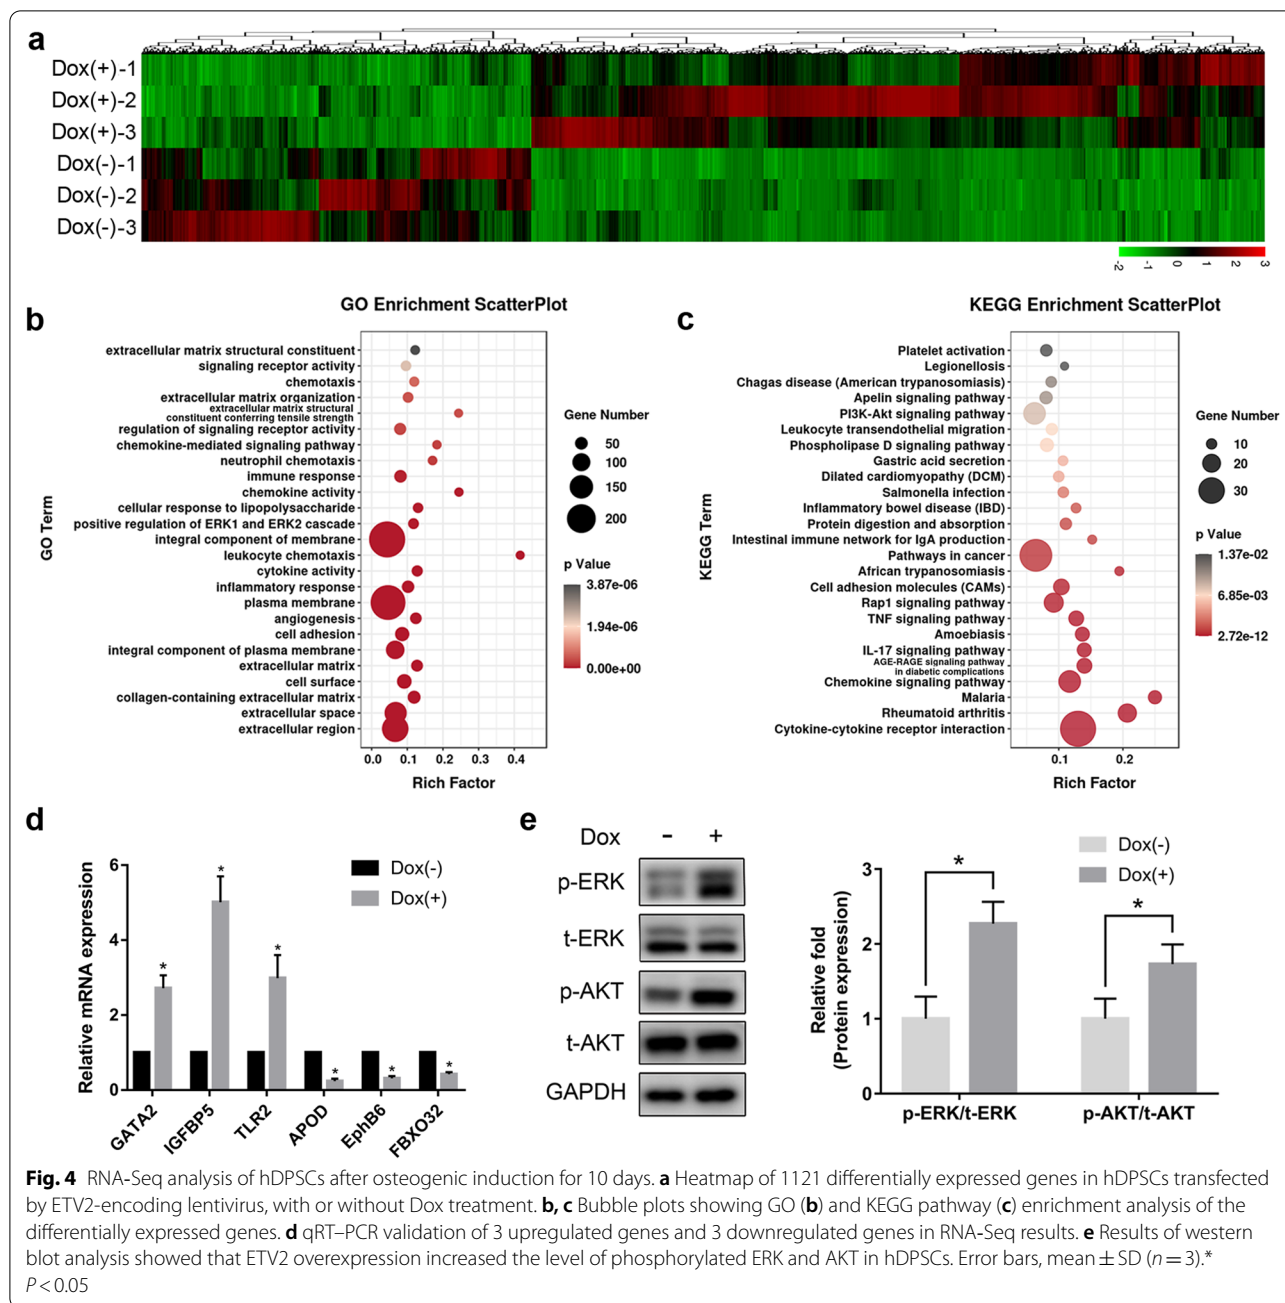 a
Dox(+)-1
Dox(+)-2
Dox(+)-3
Dox(-)-1
Dox(-)-2
Dox(-)-3
-2 -1 0 1 2 3
b
GO Enrichment ScatterPlot
GO Term
extracellular matrix structural constituent
signaling receptor activity
chemotaxis
extracellular matrix organization
extracellular matrix structural
constituent conferring tensile strength
regulation of signaling receptor activity
chemokine-mediated signaling pathway
neutrophil chemotaxis
immune response
chemokine activity
cellular response to lipopolysaccharide
positive regulation of ERK1 and ERK2 cascade
integral component of membrane
leukocyte chemotaxis
cytokine activity
inflammatory response
plasma membrane
angiogenesis
cell adhesion
integral component of plasma membrane
extracellular matrix
cell surface
collagen-containing extracellular matrix
extracellular space
extracellular region
0.0 0.1 0.2 0.3 0.4
Rich Factor
Gene Number
50
100
150
200
p Value
3.87e-06
1.94e-06
0.00e+00
c
KEGG Enrichment ScatterPlot
KEGG Term
Platelet activation
Legionellosis
Chagas disease (American trypanosomiasis)
Apelin signaling pathway
PI3K-Akt signaling pathway
Leukocyte transendothelial migration
Phospholipase D signaling pathway
Gastric acid secretion
Dilated cardiomyopathy (DCM)
Salmonella infection
Inflammatory bowel disease (IBD)
Protein digestion and absorption
Intestinal immune network for IgA production
Pathways in cancer
African trypanosomiasis
Cell adhesion molecules (CAMs)
Rap1 signaling pathway
TNF signaling pathway
Amoebiasis
IL-17 signaling pathway
AGE-RAGE signaling pathway
in diabetic complications
Chemokine signaling pathway
Malaria
Rheumatoid arthritis
Cytokine-cytokine receptor interaction
0.1 0.2
Rich Factor
Gene Number
10
20
30
p Value
1.37e-02
6.85e-03
2.72e-12
d
Relative mRNA expression
6
4
2
0
* * * * * *
GATA2 IGFBP5 TLR2 APOD EphB6 FBXO32
Dox(-)
Dox(+)
e
Dox - +
p-ERK
t-ERK
p-AKT
t-AKT
GAPDH
Relative fold
(Protein expression)
3
2
1
0
* *
p-ERK/t-ERK p-AKT/t-AKT
Dox(-)
Dox(+)
Fig. 4 RNA-Seq analysis of hDPSCs after osteogenic induction for 10 days. a Heatmap of 1121 differentially expressed genes in hDPSCs transfected
by ETV2-encoding lentivirus, with or without Dox treatment. b, c Bubble plots showing GO (b) and KEGG pathway (c) enrichment analysis of the
differentially expressed genes. d qRT–PCR validation of 3 upregulated genes and 3 downregulated genes in RNA-Seq results. e Results of western
blot analysis showed that ETV2 overexpression increased the level of phosphorylated ERK and AKT in hDPSCs. Error bars, mean ± SD (n = 3).*
P < 0.05